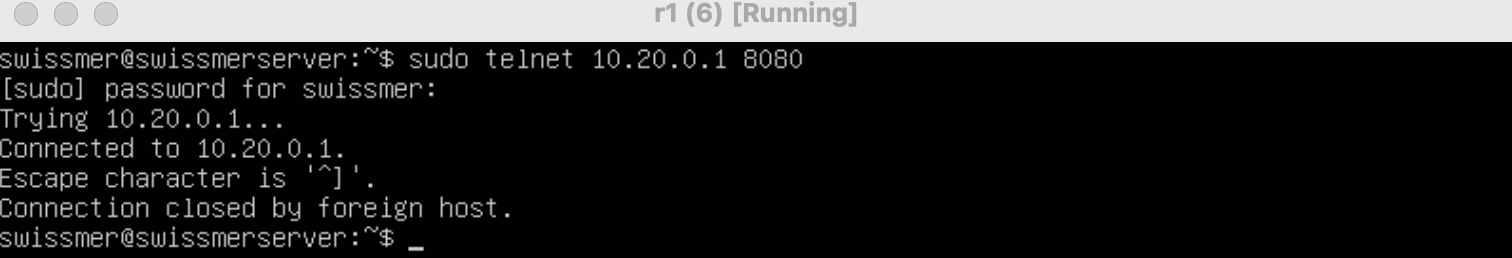 r1 (6) [Running]
swissmer@swissmerserver:~$ sudo telnet 10.20.0.1 8080
[sudo] password for swissmer:
Trying 10.20.0.1...
Connected to 10.20.0.1.
Escape character is '^]'.
Connection closed by foreign host.
swissmer@swissmerserver:~$ _